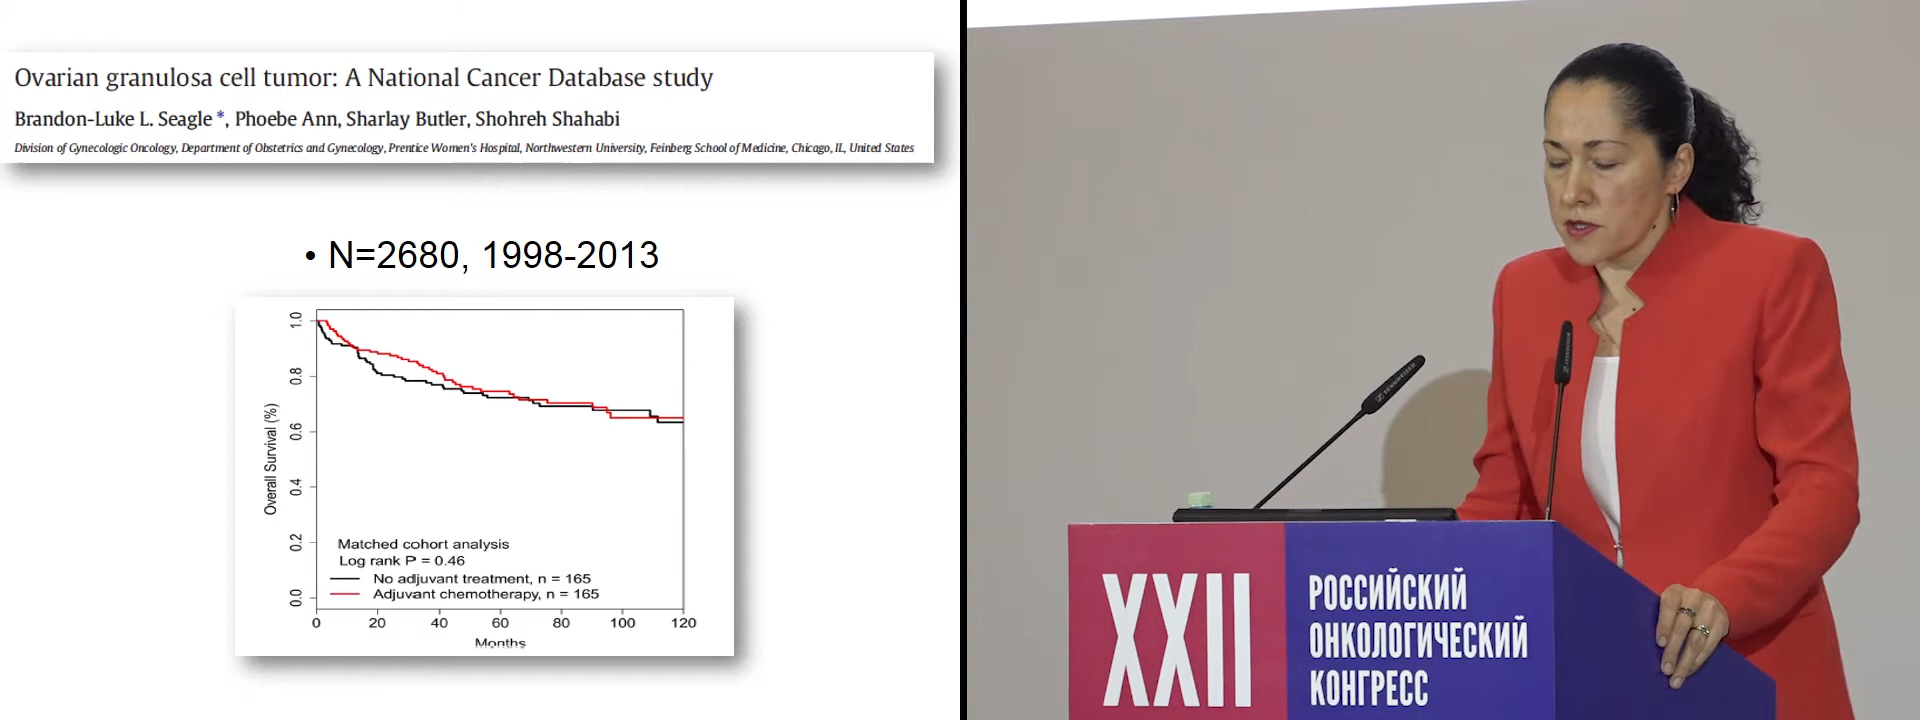 Ovarian granulosa cell tumor: A National Cancer Database study
Brandon-Luke L. Seagle *, Phoebe Ann, Sharlay Butler, Shohreh Shahabi
Division of Gynecologic Oncology, Department of Obstetrics and Gynecology, Prentice Women's Hospital, Northwestern University, Feinberg School of Medicine, Chicago, IL, United States
• N=2680, 1998-2013
Overall Survival (%)
1.0
0.8
0.6
0.4
0.2
0.0
Matched cohort analysis
Log rank P = 0.46
No adjuvant treatment, n = 165
Adjuvant chemotherapy, n = 165
0 20 40 60 80 100 120
Months
SENNHEISER
XXII
РОССИЙСКИЙ
ОНКОЛОГИЧЕСКИЙ
КОНГРЕСС